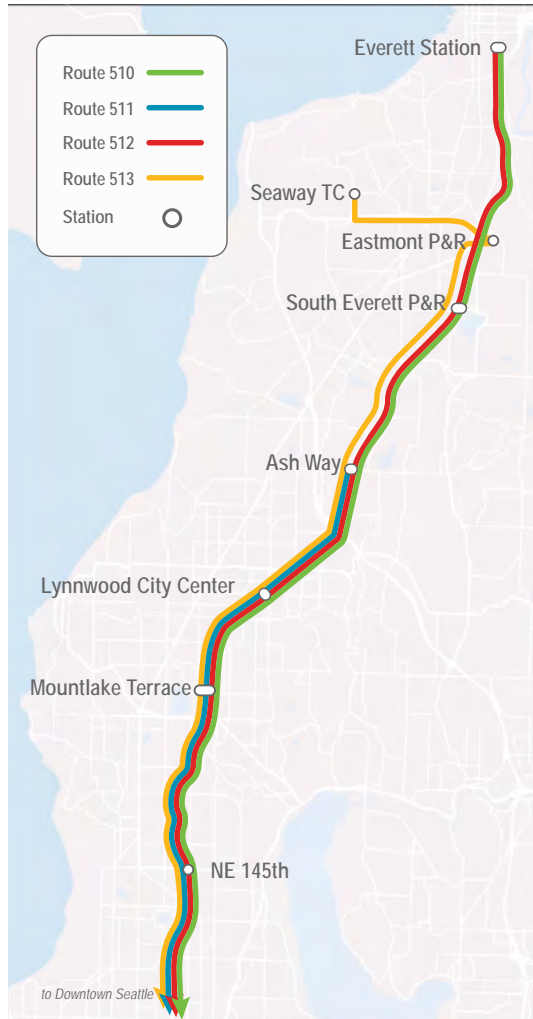 Everett Station
Route 510
Route 511
Route 512
Route 513
Station
Seaway TC
Eastmont P&R
South Everett P&R
Ash Way
Lynnwood City Center
Mountlake Terrace
NE 145th
to Downtown Seattle